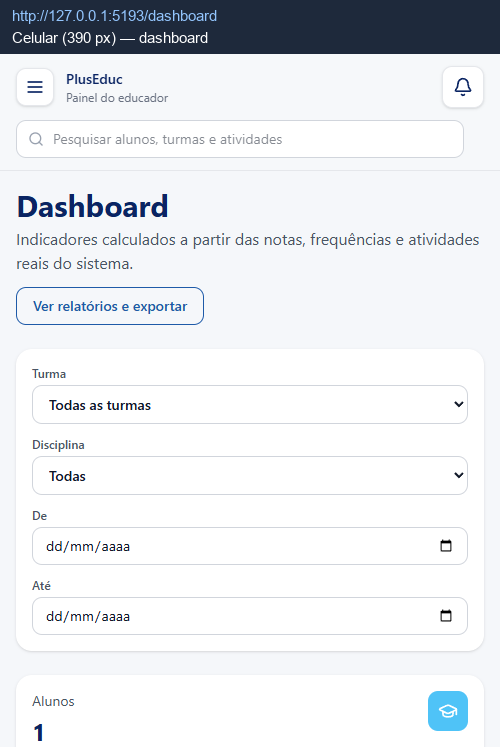 http://127.0.0.1:5193/dashboard
Celular (390 px) — dashboard
PlusEduc
Painel do educador
Pesquisar alunos, turmas e atividades
Dashboard
Indicadores calculados a partir das notas, frequências e atividades
reais do sistema.
Ver relatórios e exportar
Turma
Todas as turmas
Disciplina
Todas
De
dd/mm/aaaa
Até
dd/mm/aaaa
Alunos
1